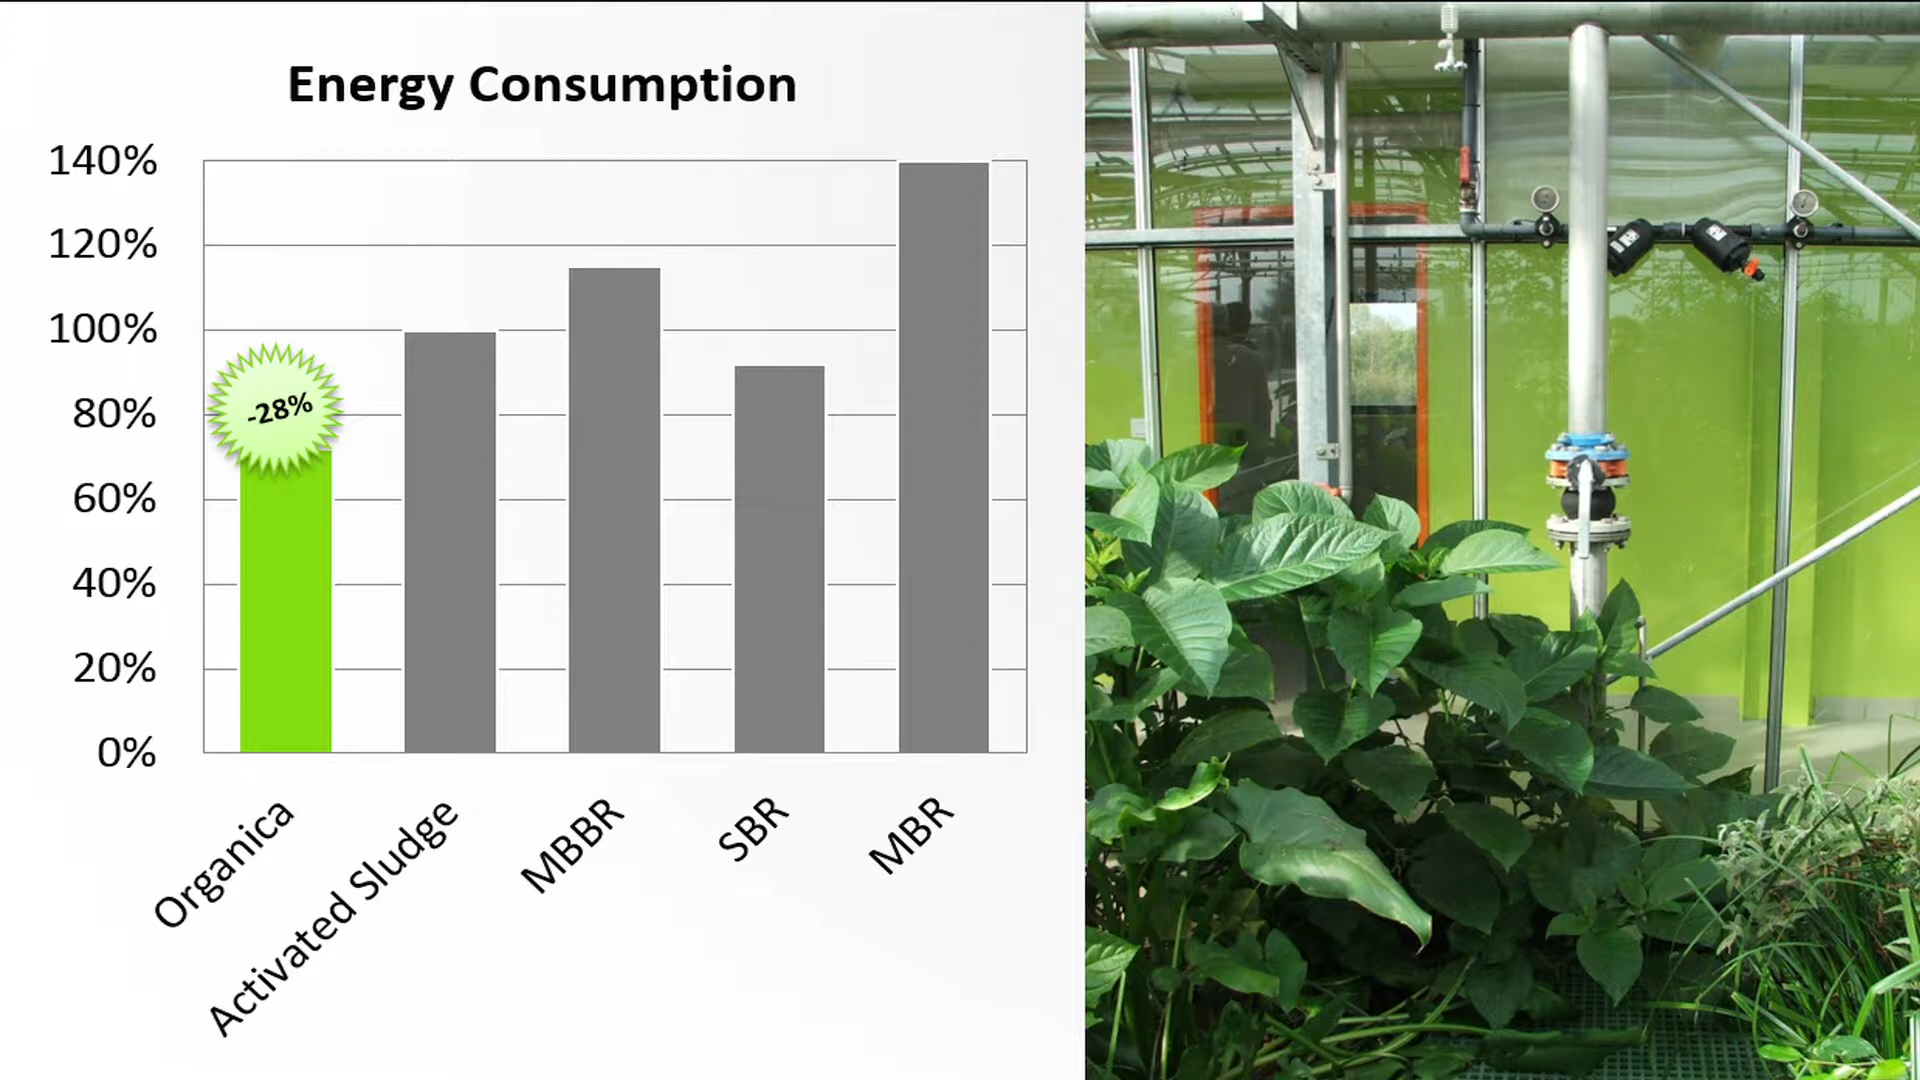 Energy Consumption
140%
120%
100%
80%
60%
40%
20%
0%
-28%
Organica
Activated Sludge
MBBR
SBR
MBR